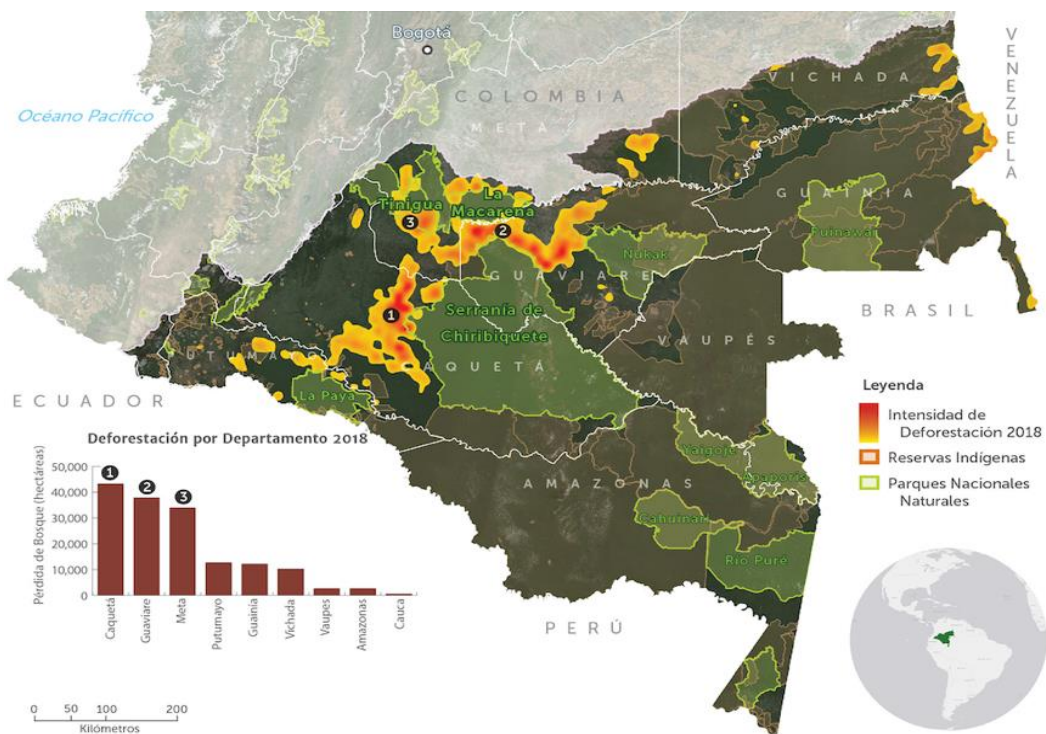 Bogotá
VENEZUELA
VICHADA
Océano Pacífico
COLOMBIA
META
GUAINIA
Tinigua
La
Macarena
3
2
Puinawai
Nukak
GUAVIARE
1
Serranía de
Chiribiquete
BRASIL
VAUPÉS
PUTUMAYO
CAQUETÁ
La Paya
ECUADOR
Yaigojé
Apaporis
AMAZONAS
Cahuinarí
Río Puré
PERÚ
Leyenda
Intensidad de
Deforestación 2018
Reservas Indígenas
Parques Nacionales
Naturales
Deforestación por Departamento 2018
Pérdida de Bosque (hectáreas)
50,000
40,000
30,000
20,000
10,000
0
1
2
3
Caquetá
Guaviare
Meta
Putumayo
Guainía
Vichada
Vaupes
Amazonas
Cauca
0 50 100 200
Kilómetros